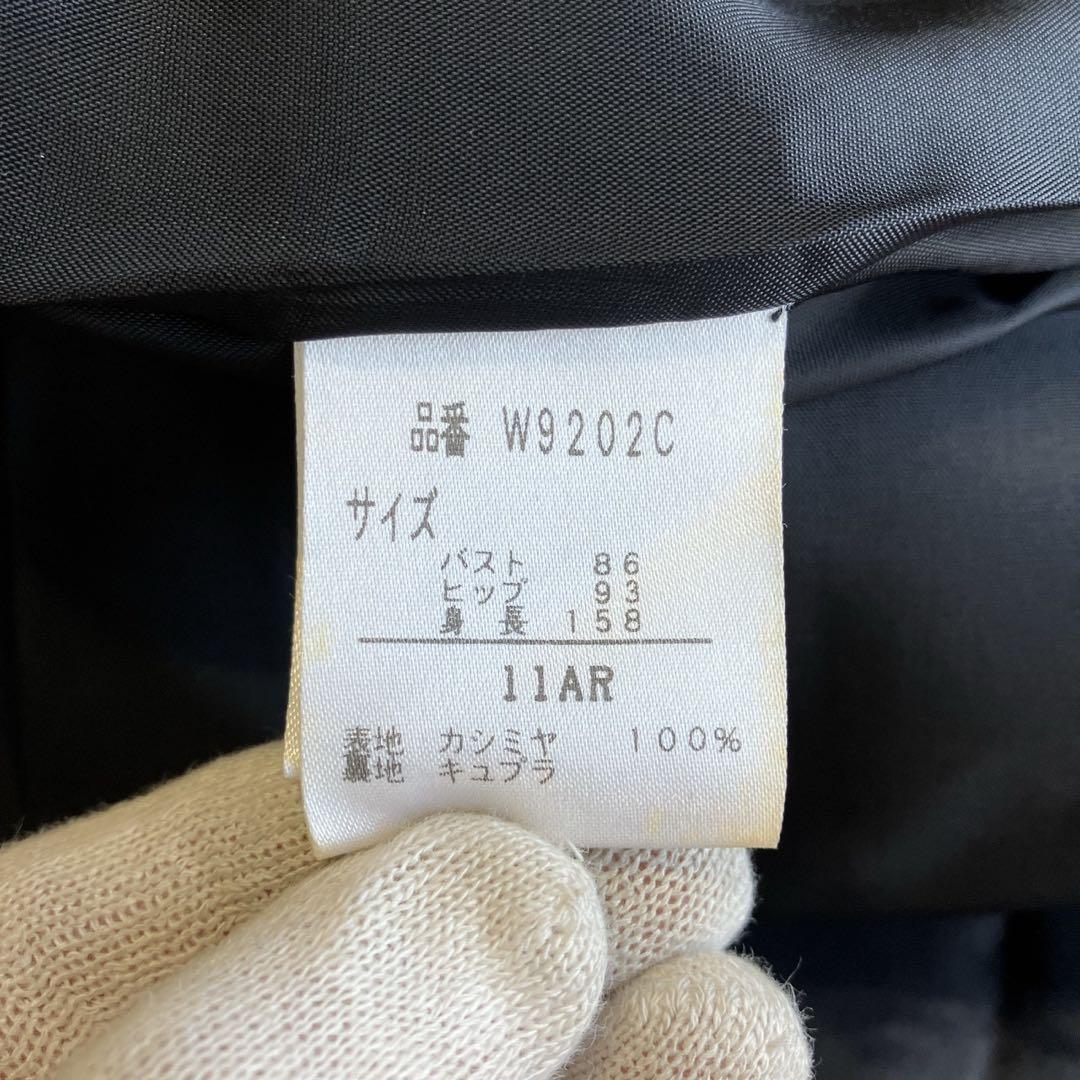 品番 W9202C
サイズ
バスト 86
ヒップ 93
身長 158
11AR
表地 カシミヤ 100%
裏地 キュプラ